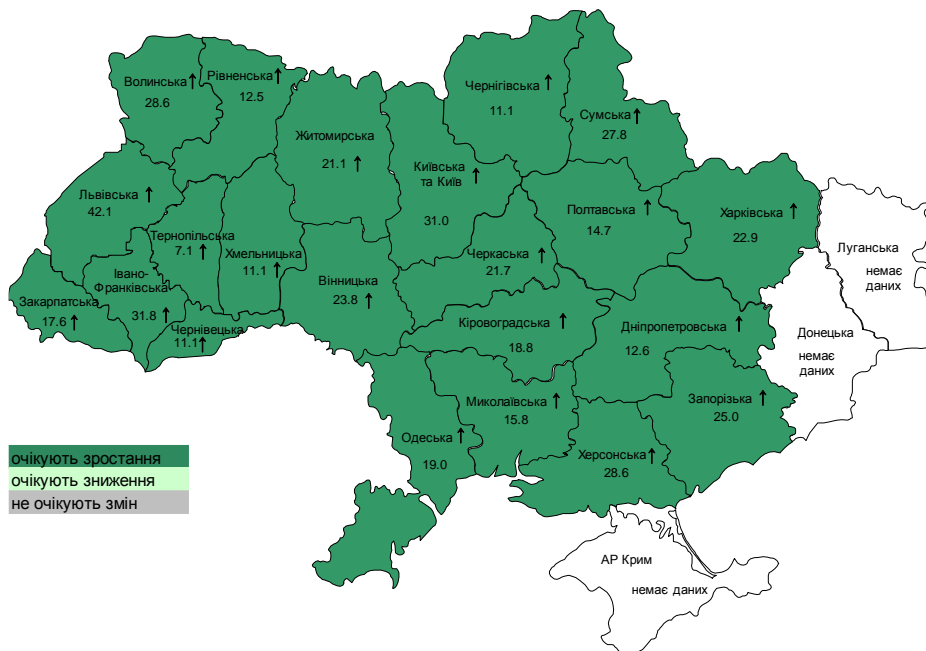 Волинська↑
28.6
Рівненська↑
12.5
Житомирська
21.1 ↑
Київська
та Київ ↑
31.0
Чернігівська ↑
11.1
Сумська↑
27.8
Львівська ↑
42.1
Тернопільська
7.1 ↑
Хмельницька
11.1↑
Вінницька
23.8 ↑
Черкаська ↑
21.7
Полтавська ↑
14.7
Харківська ↑
22.9
Луганська
немає
даних
Закарпатська
17.6 ↑
Івано-
Франківська
31.8 ↑
Чернівецка
11.1↑
Кіровоградська ↑
18.8
Дніпропетровська ↑
12.6
Донецька
немає
даних
Одеська ↑
19.0
Миколаївська ↑
15.8
Запорізька ↑
25.0
Херсонська↑
28.6
АР Крим
немає даних
очікують зростання
очікують зниження
не очікують змін